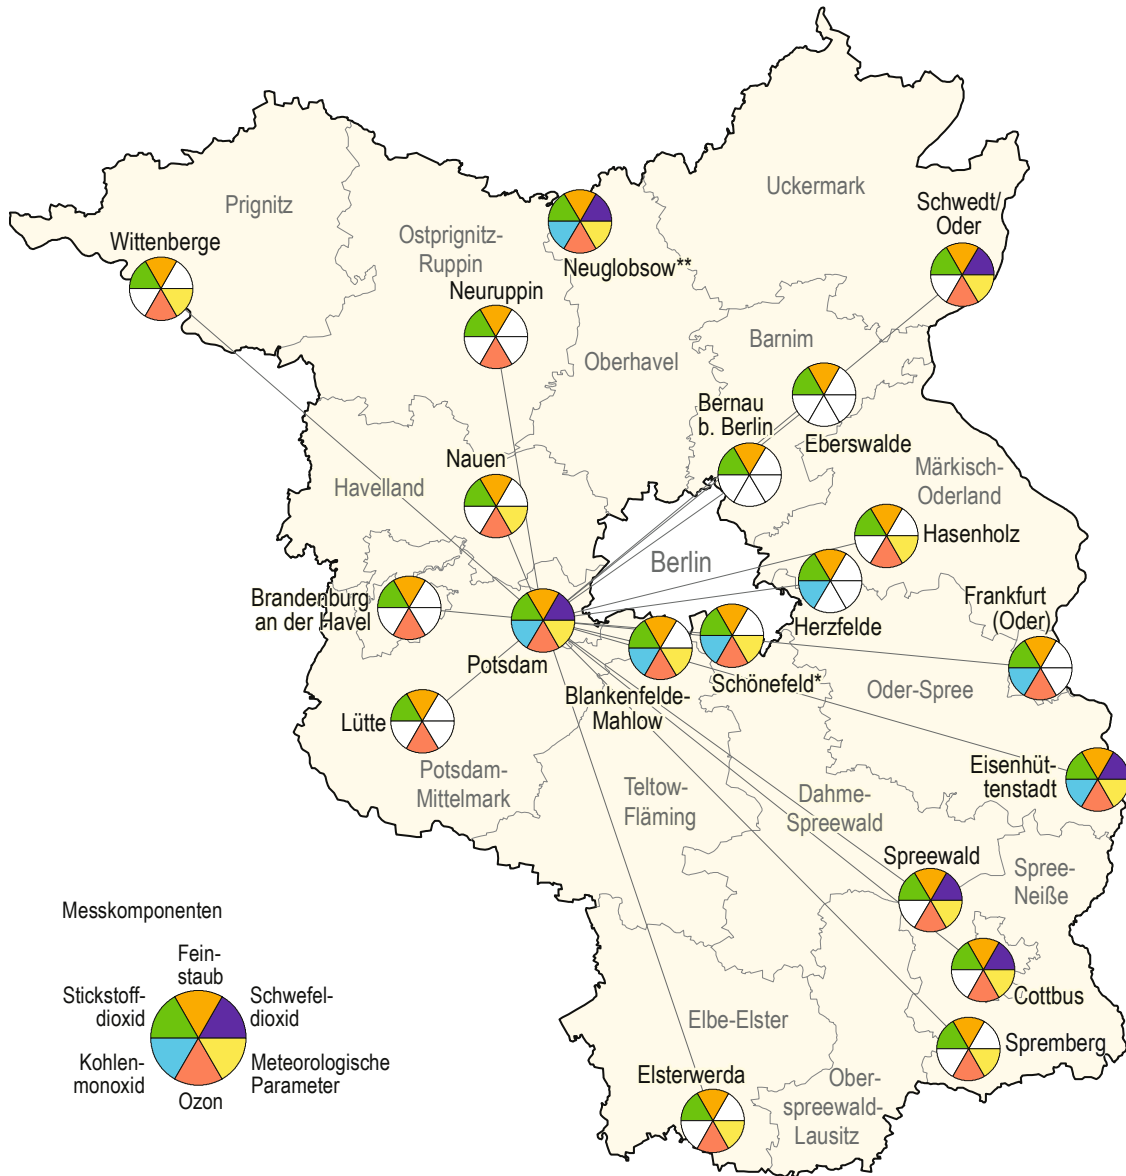 Uckermark
Prignitz
Schwedt/
Oder
Wittenberge
Ostprignitz-
Ruppin
Neuglobsow**
Neuruppin
Barnim
Oberhavel
Bernau
b. Berlin
Eberswalde
Nauen
Havelland
Märkisch-
Oderland
Hasenholz
Berlin
Brandenburg
an der Havel
Herzfelde
Frankfurt
(Oder)
Potsdam
Blankenfelde-
Mahlow
Schönefeld*
Oder-Spree
Lütte
Potsdam-
Mittelmark
Teltow-
Fläming
Dahme-
Spreewald
Eisenhüt-
tenstadt
Spreewald
Spree-
Neiße
Cottbus
Elbe-Elster
Spremberg
Elsterwerda
Ober-
spreewald-
Lausitz
Messkomponenten
Fein-
staub
Stickstoff-
dioxid
Schwefel-
dioxid
Kohlen-
monoxid
Meteorologische
Parameter
Ozon